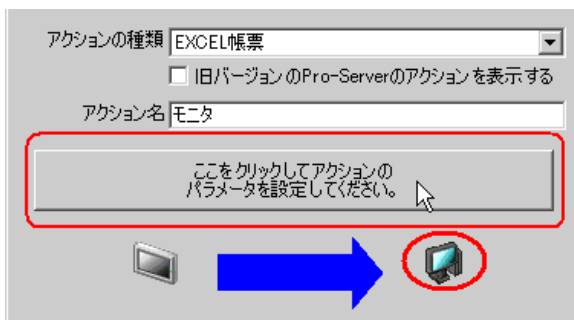 アクションの種類 EXCEL帳票
旧バージョンのPro-Serverのアクションを表示する
アクション名 モニタ
ここをクリックしてアクションの
パラメータを設定してください。